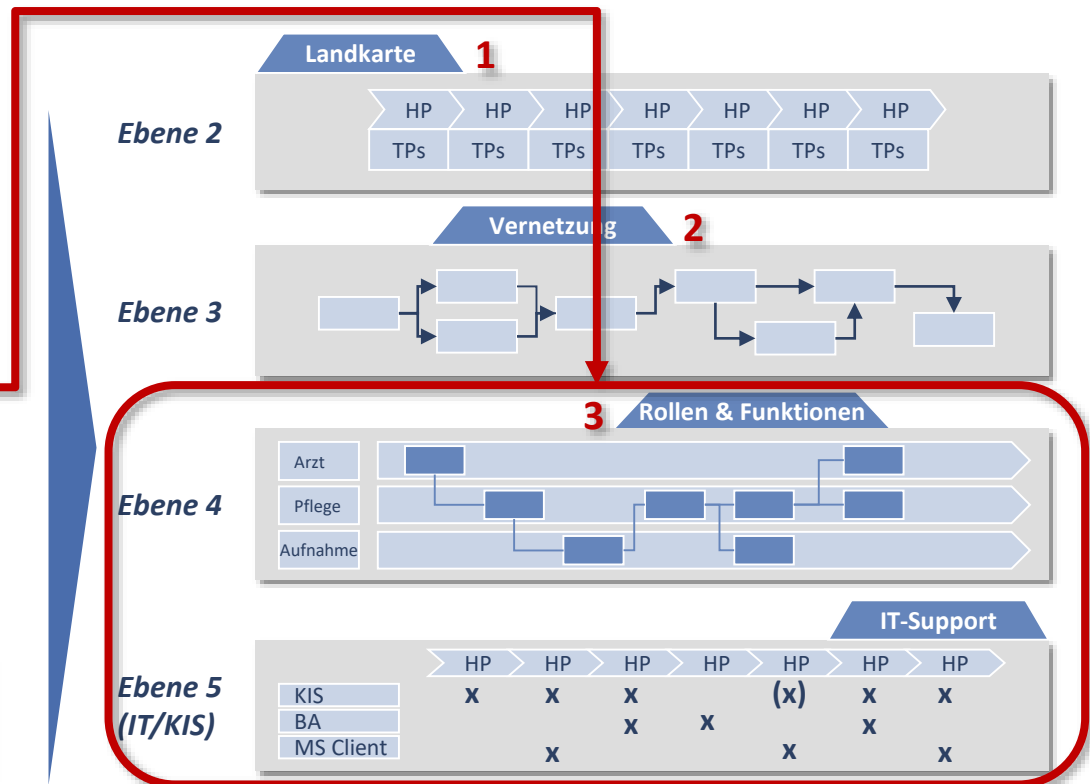 Landkarte 1
Ebene 2
HP HP HP HP HP HP HP
TPs TPs TPs TPs TPs TPs TPs
Vernetzung 2
Ebene 3
3 Rollen & Funktionen
Ebene 4
Arzt
Pflege
Aufnahme
IT-Support
HP HP HP HP HP HP HP
Ebene 5
(IT/KIS)
KIS x x x (x) x x
BA x x x
MS Client x x x